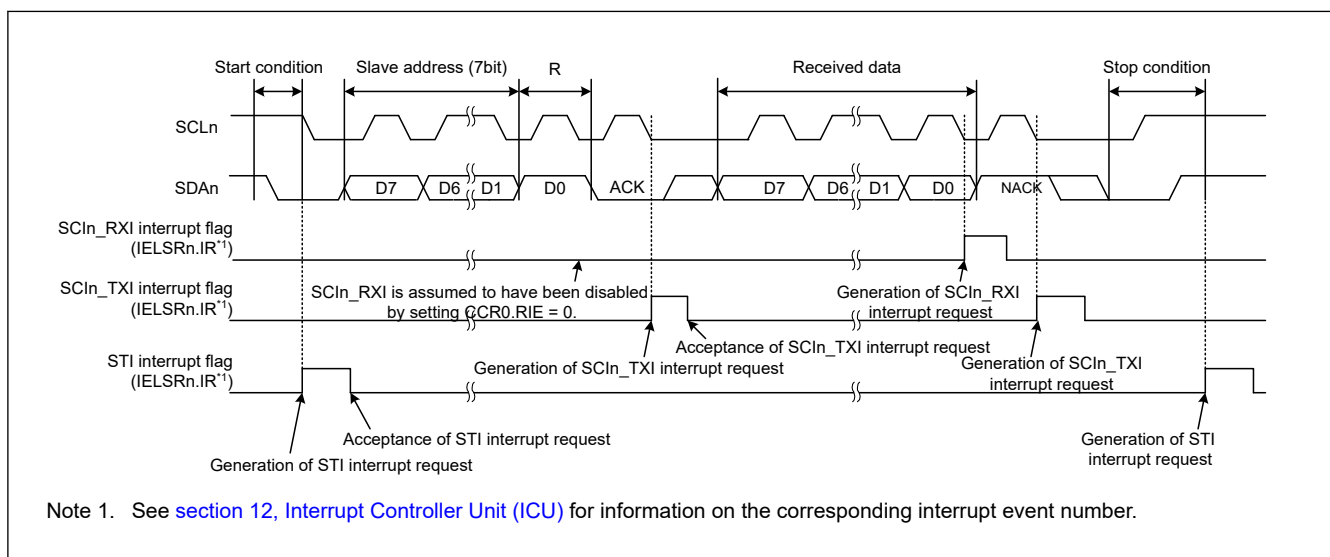 Start condition Slave address (7bit) R Received data Stop condition
SCLn
SDAn D7 D6 D1 D0 ACK D7 D6 D1 D0 NACK
SCIn_RXI interrupt flag
(IELSRn.IR*1)
SCIn_TXI interrupt flag
(IELSRn.IR*1)
SCIn_RXI is assumed to have been disabled
by setting CCR0.RIE = 0.
Generation of SCIn_RXI
interrupt request
Acceptance of SCIn_TXI interrupt request
Generation of SCIn_TXI interrupt request
Generation of SCIn_TXI
interrupt request
STI interrupt flag
(IELSRn.IR*1)
Acceptance of STI interrupt request
Generation of STI interrupt request
Generation of STI
interrupt request
Note 1. See section 12, Interrupt Controller Unit (ICU) for information on the corresponding interrupt event number.